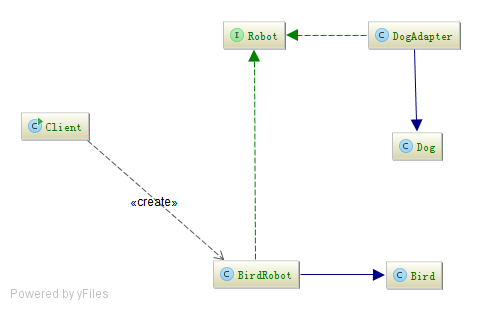 I Robot
C DogAdapter
C Client
C Dog
«create»
C BirdRobot
C Bird
Powered by yFiles